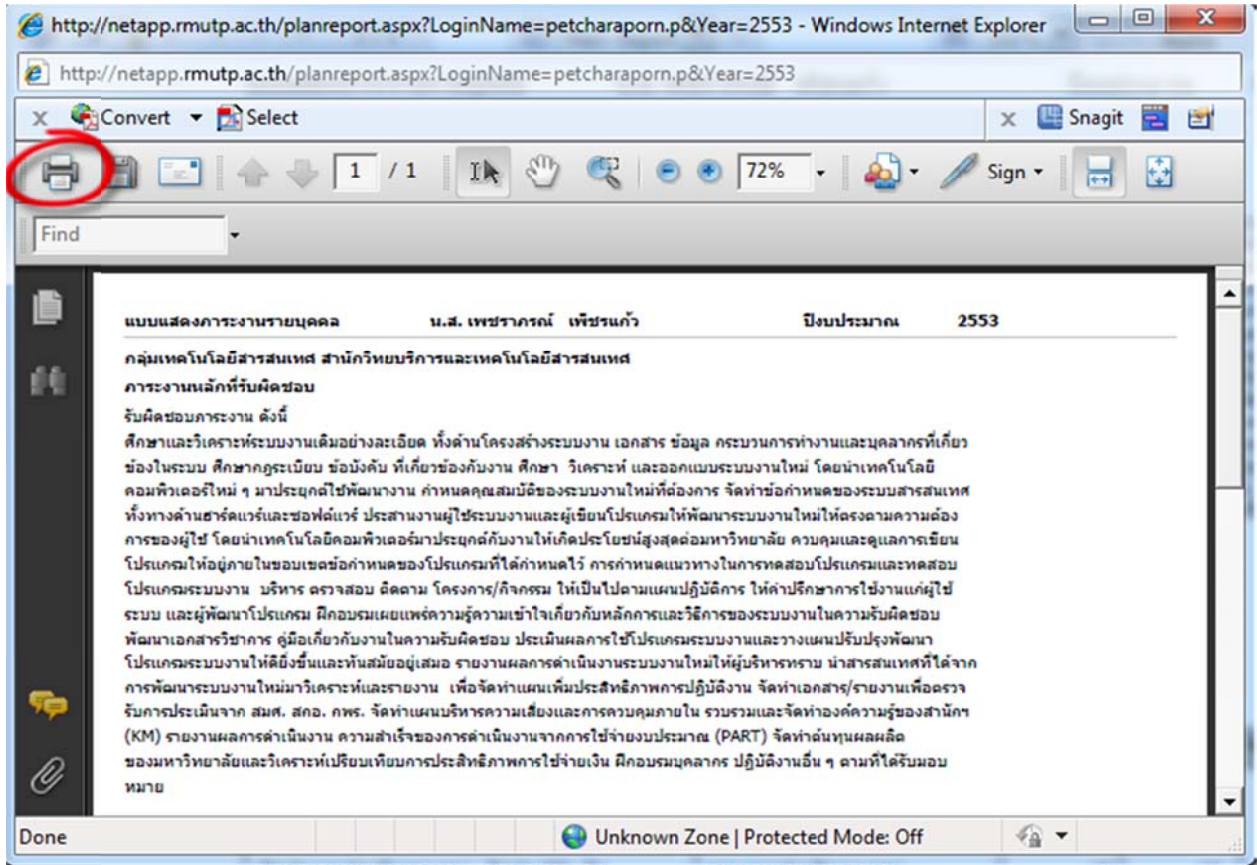 http://netapp.rmutp.ac.th/planreport.aspx?LoginName=petcharaporn.p&Year=2553 - Windows Internet Explorer
http://netapp.rmutp.ac.th/planreport.aspx?LoginName=petcharaporn.p&Year=2553
x Convert Select x Snagit
1 / 1 72% Sign
Find
แบบแสดงภาระงานรายบุคคล น.ส. เพชราภรณ์ เพ็ชรแก้ว ปีงบประมาณ 2553
กลุ่มเทคโนโลยีสารสนเทศ สำนักวิทยบริการและเทคโนโลยีสารสนเทศ
ภาระงานหลักที่รับผิดชอบ
รับผิดชอบภาระงาน ดังนี้
ศึกษาและวิเคราะห์ระบบงานเดิมอย่างละเอียด ทั้งด้านโครงสร้างระบบงาน เอกสาร ข้อมูล กระบวนการทำงานและบุคลากรที่เกี่ยว
ข้องในระบบ ศึกษากฎระเบียบ ข้อบังคับ ที่เกี่ยวข้องกับงาน ศึกษา วิเคราะห์ และออกแบบระบบงานใหม่ โดยนำเทคโนโลยี
คอมพิวเตอร์ใหม่ ๆ มาประยุกต์ใช้พัฒนางาน กำหนดคุณสมบัติของระบบงานใหม่ที่ต้องการ จัดทำข้อกำหนดของระบบสารสนเทศ
ทั้งทางด้านฮาร์ดแวร์และซอฟต์แวร์ ประสานงานผู้ใช้ระบบงานและผู้เขียนโปรแกรมให้พัฒนาระบบงานใหม่ให้ตรงตามความต้อง
การของผู้ใช้ โดยนำเทคโนโลยีคอมพิวเตอร์มาประยุกต์กับงานให้เกิดประโยชน์สูงสุดต่อมหาวิทยาลัย ควบคุมและดูแลการเขียน
โปรแกรมให้อยู่ภายในขอบเขตข้อกำหนดของโปรแกรมที่ได้กำหนดไว้ การกำหนดแนวทางในการทดสอบโปรแกรมและทดสอบ
โปรแกรมระบบงาน บริหาร ตรวจสอบ ติดตาม โครงการ/กิจกรรม ให้เป็นไปตามแผนปฏิบัติการ ให้คำปรึกษาการใช้งานแก่ผู้ใช้
ระบบ และผู้พัฒนาโปรแกรม ฝึกอบรมเผยแพร่ความรู้ความเข้าใจเกี่ยวกับหลักการและวิธีการของระบบงานในความรับผิดชอบ
พัฒนาเอกสารวิชาการ คู่มือเกี่ยวกับงานในความรับผิดชอบ ประเมินผลการใช้โปรแกรมระบบงานและวางแผนปรับปรุงพัฒนา
โปรแกรมระบบงานให้ดียิ่งขึ้นและทันสมัยอยู่เสมอ รายงานผลการดำเนินงานระบบงานใหม่ให้ผู้บริหารทราบ นำสารสนเทศที่ได้จาก
การพัฒนาระบบงานใหม่มาวิเคราะห์และรายงาน เพื่อจัดทำแผนเพิ่มประสิทธิภาพการปฏิบัติงาน จัดทำเอกสาร/รายงานเพื่อตรวจ
รับการประเมินจาก สมศ. สกอ. กพร. จัดทำแผนบริหารความเสี่ยงและการควบคุมภายใน รวบรวมและจัดทำองค์ความรู้ของสำนักฯ
(KM) รายงานผลการดำเนินงาน ความสำเร็จของการดำเนินงานจากการใช้จ่ายงบประมาณ (PART) จัดทำต้นทุนผลผลิต
ของมหาวิทยาลัยและวิเคราะห์เปรียบเทียบการประสิทธิภาพการใช้จ่ายเงิน ฝึกอบรมบุคลากร ปฏิบัติงานอื่น ๆ ตามที่ได้รับมอบ
หมาย
Done Unknown Zone | Protected Mode: Off